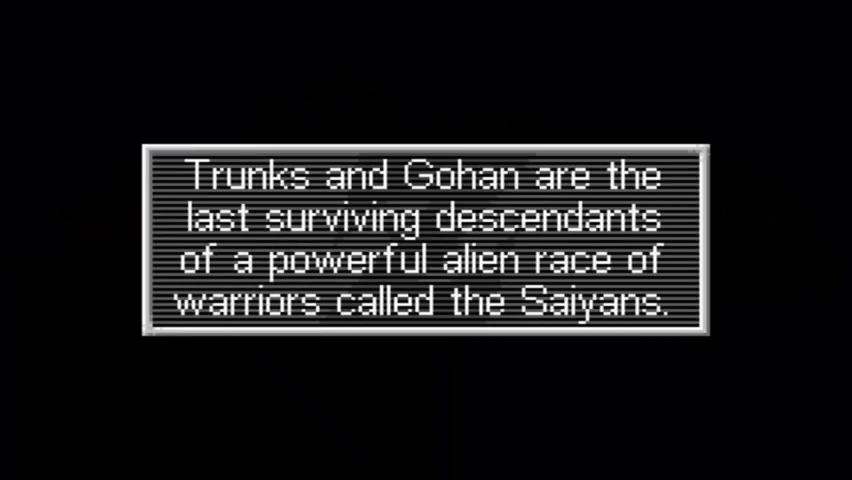 Trunks and Gohan are the
last surviving descendants
of a powerful alien race of
warriors called the Saiyans.